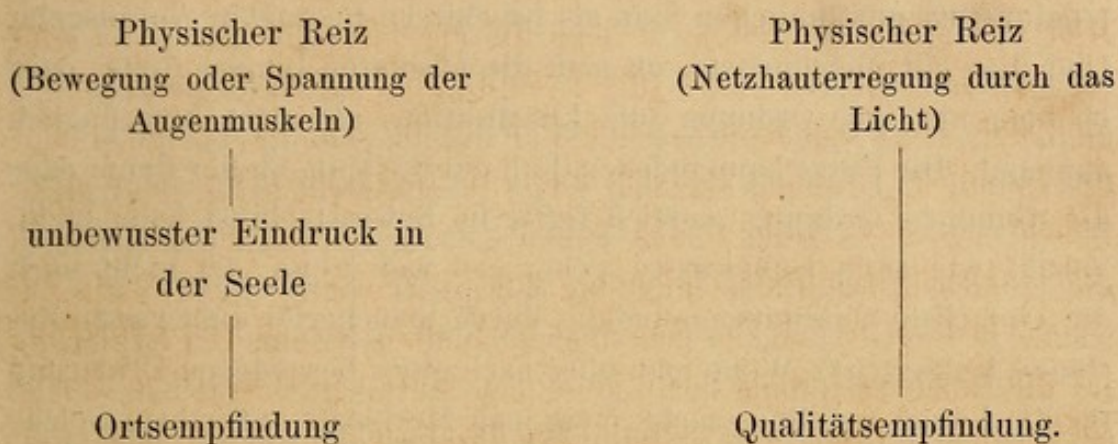 Physischer Reiz
(Bewegung oder Spannung der
Augenmuskeln)
unbewusster Eindruck in
der Seele
Ortsempfindung
Physischer Reiz
(Netzhauterregung durch das
Licht)
Qualitätsempfindung.